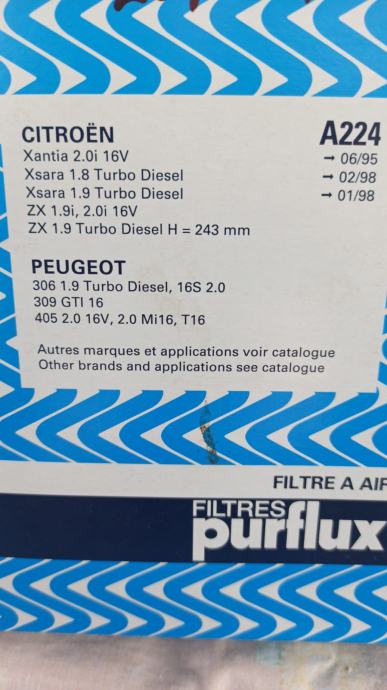 CITROËN A224
Xantia 2.0i 16V → 06/95
Xsara 1.8 Turbo Diesel → 02/98
Xsara 1.9 Turbo Diesel → 01/98
ZX 1.9i, 2.0i 16V
ZX 1.9 Turbo Diesel H = 243 mm
PEUGEOT
306 1.9 Turbo Diesel, 16S 2.0
309 GTI 16
405 2.0 16V, 2.0 Mi16, T16
Autres marques et applications voir catalogue
Other brands and applications see catalogue
FILTRE A AIR
FILTRES
purflux